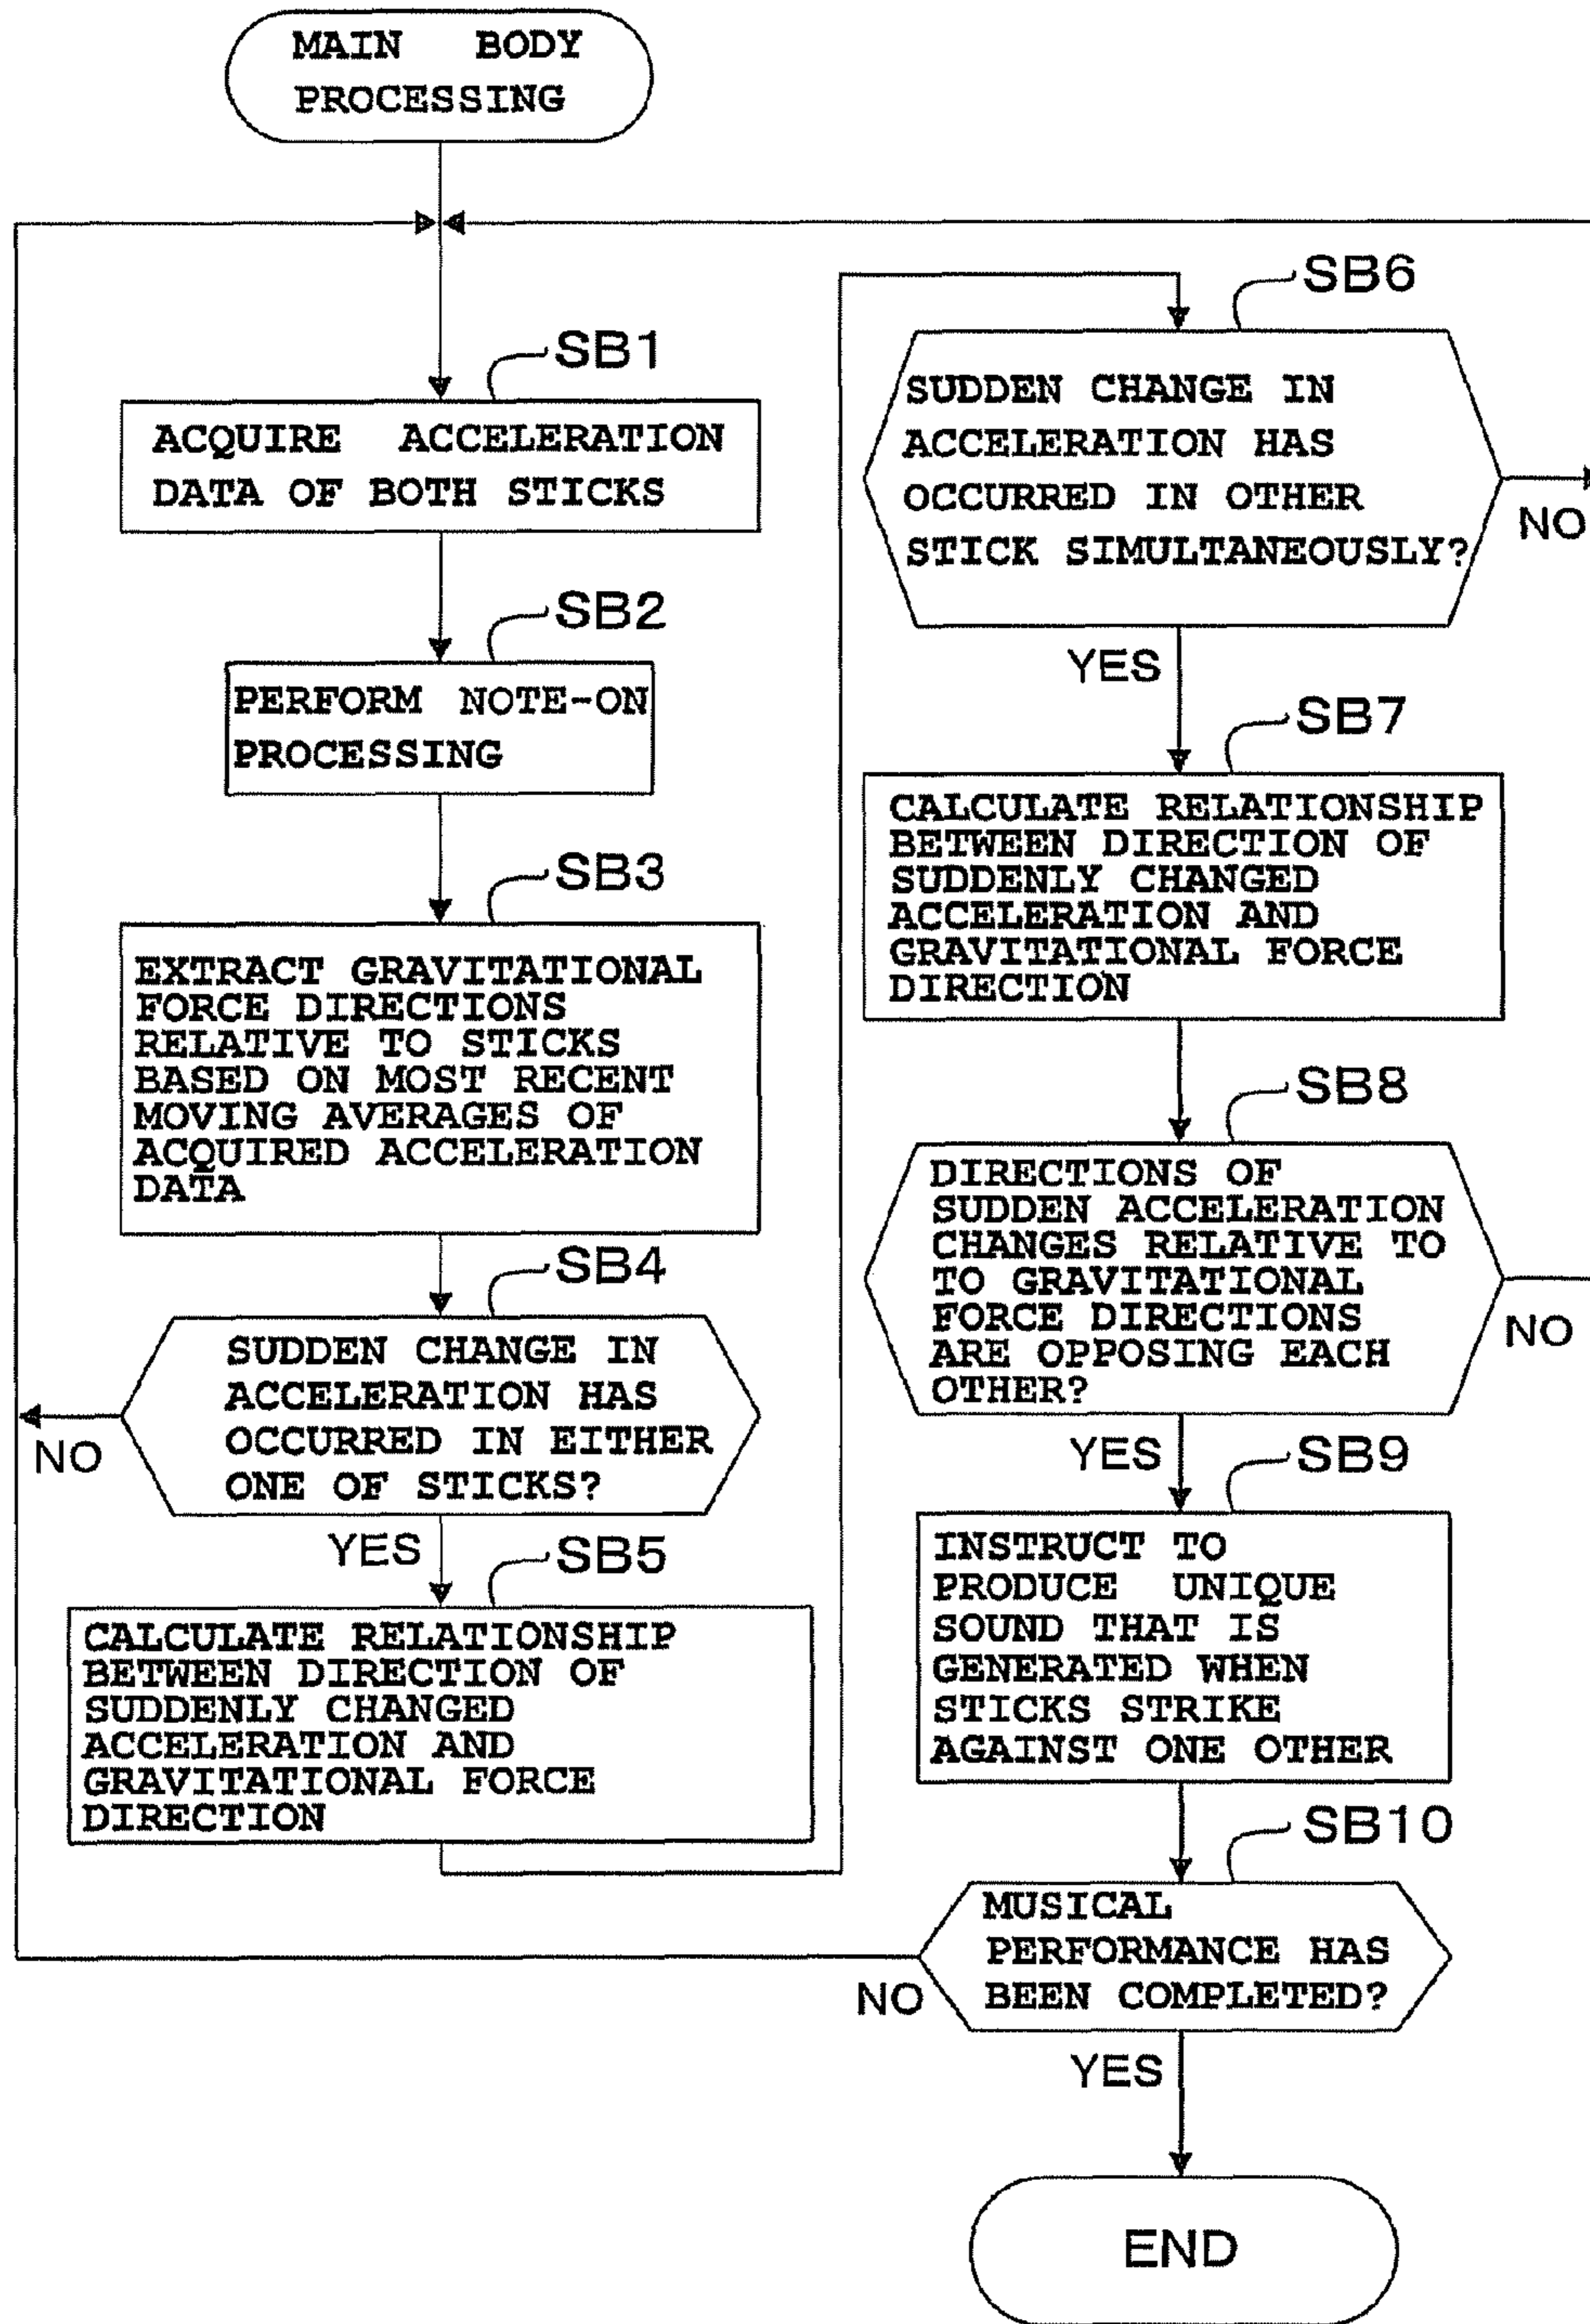 MAIN BODY
PROCESSING
SB1
ACQUIRE ACCELERATION
DATA OF BOTH STICKS
SB2
PERFORM NOTE-ON
PROCESSING
SB3
EXTRACT GRAVITATIONAL
FORCE DIRECTIONS
RELATIVE TO STICKS
BASED ON MOST RECENT
MOVING AVERAGES OF
ACQUIRED ACCELERATION
DATA
SB4
SUDDEN CHANGE IN
ACCELERATION HAS
OCCURRED IN EITHER
ONE OF STICKS?
NO
YES
SB5
CALCULATE RELATIONSHIP
BETWEEN DIRECTION OF
SUDDENLY CHANGED
ACCELERATION AND
GRAVITATIONAL FORCE
DIRECTION
SB6
SUDDEN CHANGE IN
ACCELERATION HAS
OCCURRED IN OTHER
STICK SIMULTANEOUSLY?
NO
YES
SB7
CALCULATE RELATIONSHIP
BETWEEN DIRECTION OF
SUDDENLY CHANGED
ACCELERATION AND
GRAVITATIONAL FORCE
DIRECTION
SB8
DIRECTIONS OF
SUDDEN ACCELERATION
CHANGES RELATIVE TO
TO GRAVITATIONAL
FORCE DIRECTIONS
ARE OPPOSING EACH
OTHER?
NO
YES
SB9
INSTRUCT TO
PRODUCE UNIQUE
SOUND THAT IS
GENERATED WHEN
STICKS STRIKE
AGAINST ONE OTHER
SB10
MUSICAL
PERFORMANCE HAS
BEEN COMPLETED?
NO
YES
END